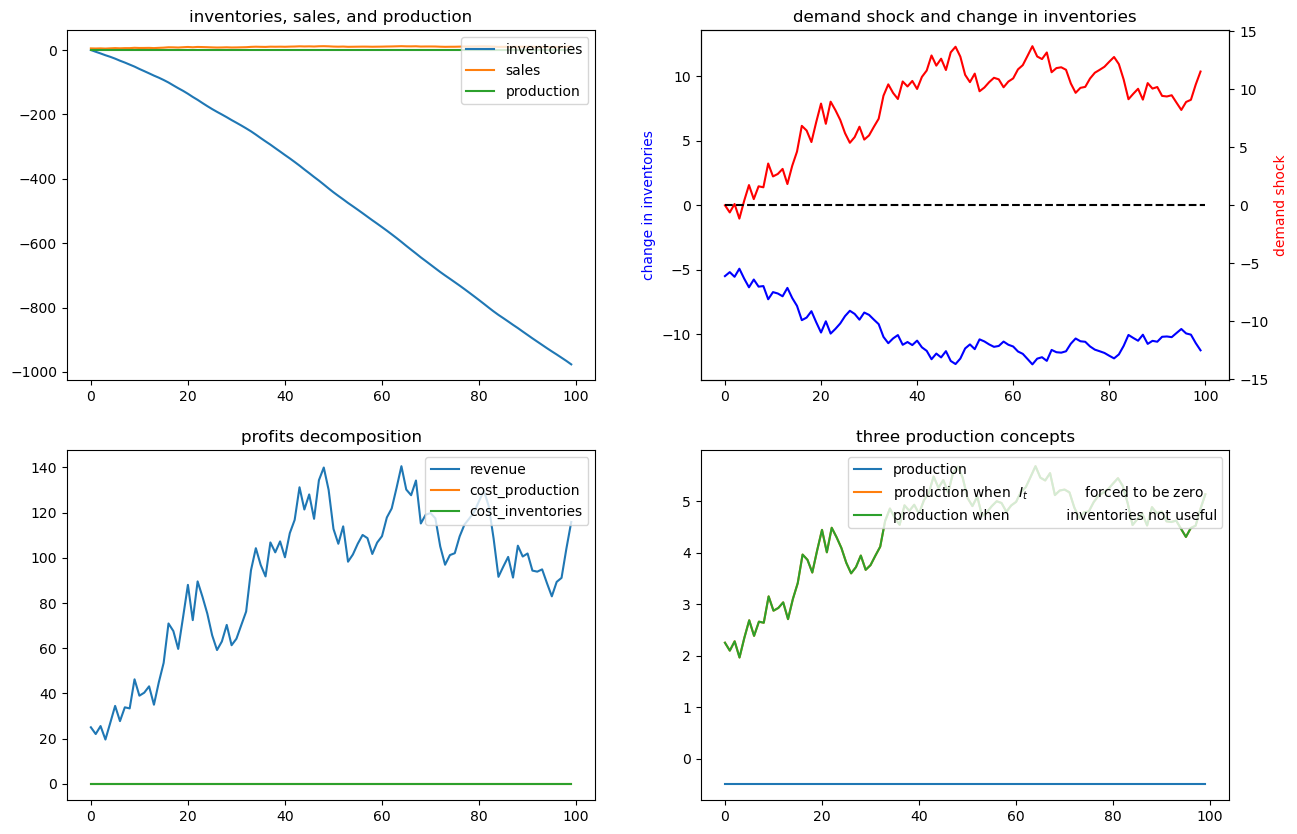 inventories, sales, and production
0
−200
−400
−600
−800
−1000
0 20 40 60 80 100
inventories
sales
production
demand shock and change in inventories
change in inventories
10
5
0
−5
−10
0 20 40 60 80 100
15
10
5
0
−5
−10
−15
demand shock
profits decomposition
140
120
100
80
60
40
20
0
0 20 40 60 80 100
revenue
cost_production
cost_inventories
three production concepts
5
4
3
2
1
0
0 20 40 60 80 100
production
production when I_t forced to be zero
production when inventories not useful